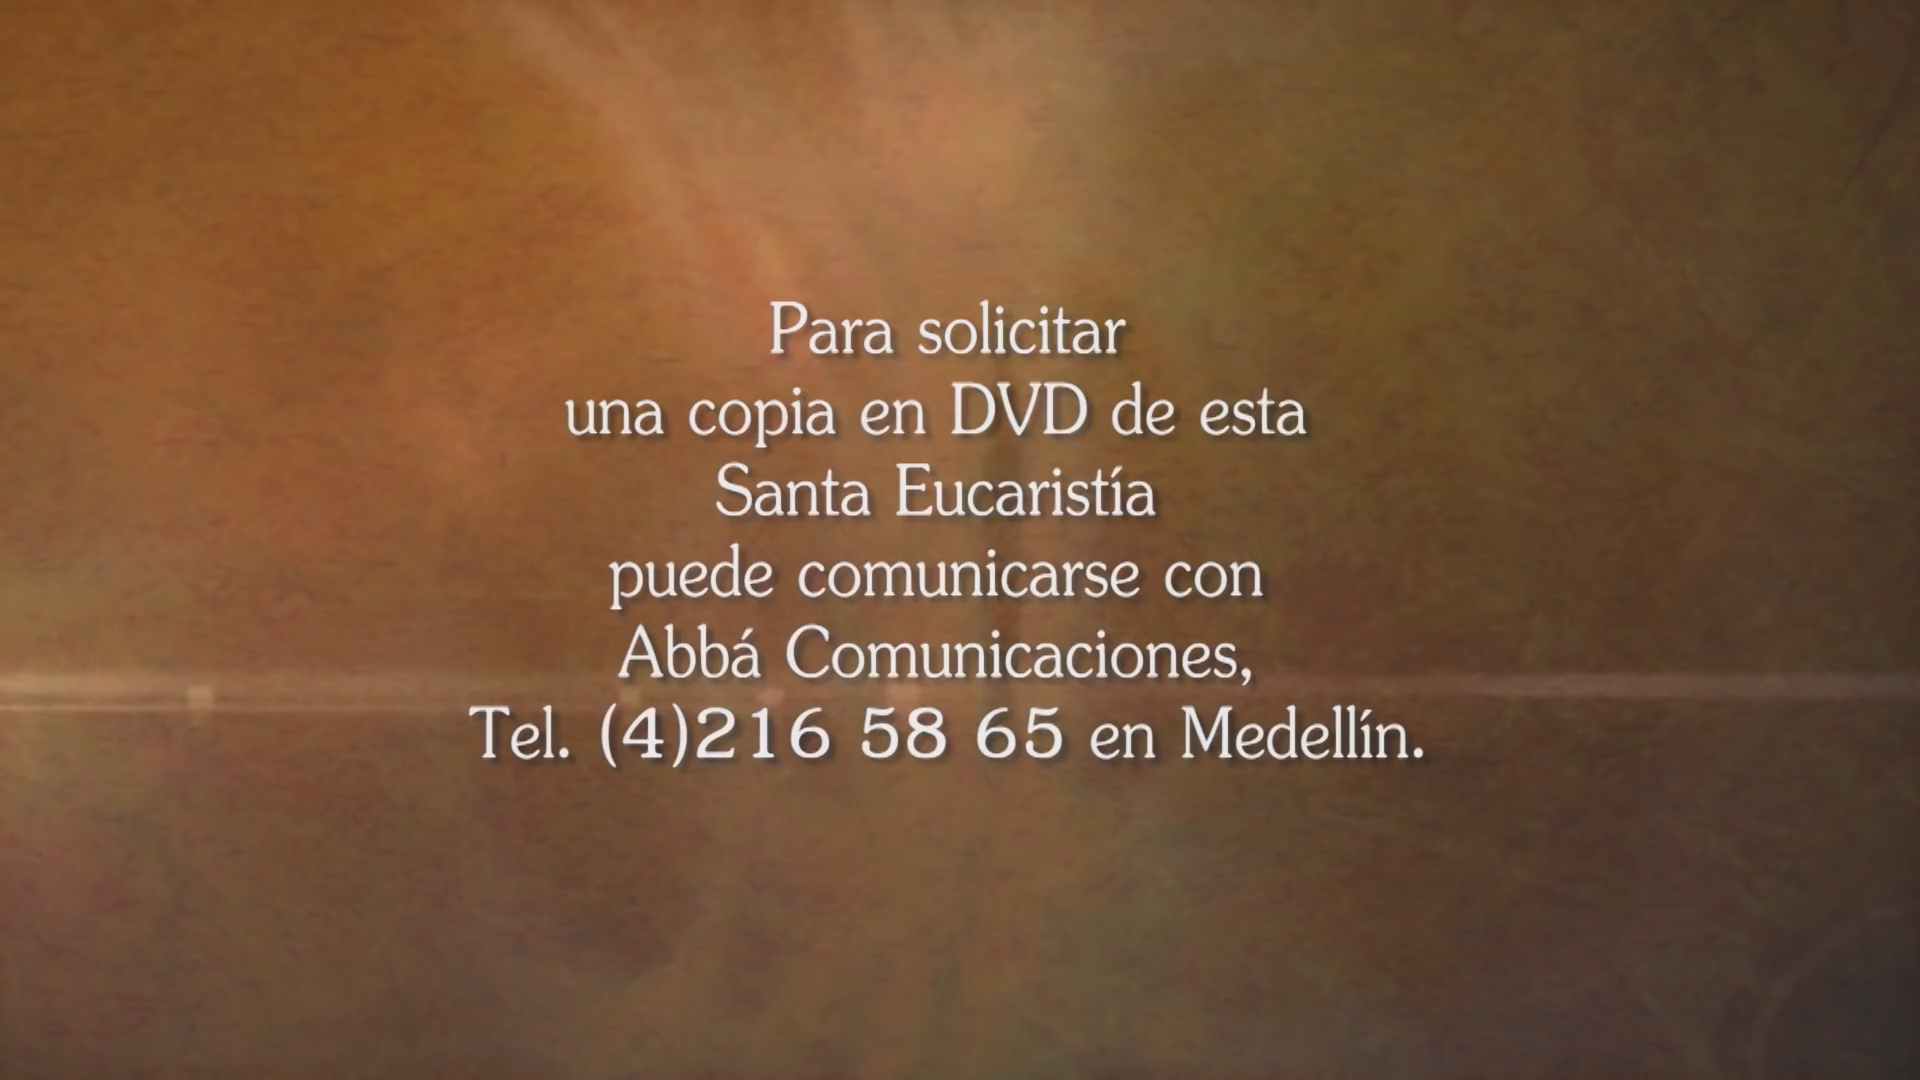 Para solicitar
una copia en DVD de esta
Santa Eucaristía
puede comunicarse con
Abbá Comunicaciones,
Tel. (4)216 58 65 en Medellín.